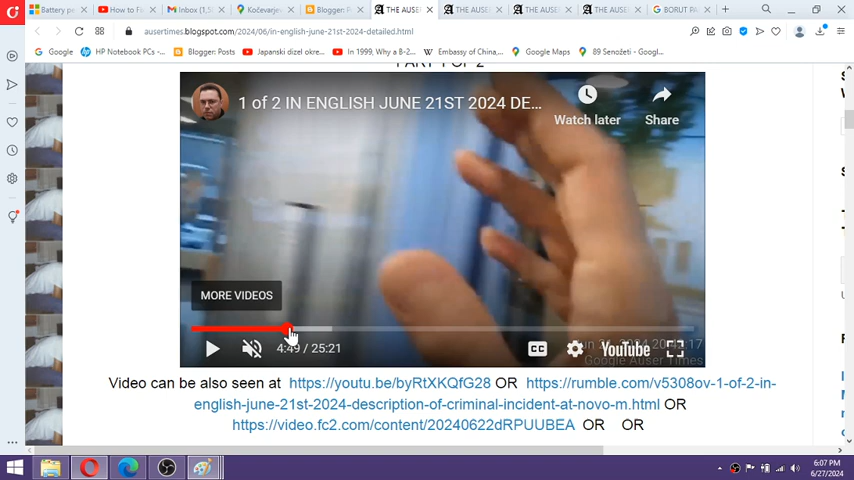 Battery pe
How to Fi
Inbox (1,5
Kočevarje
Blogger: P
THE AUSER
THE AUSER
THE AUSER
THE AUSER
BORUT PA
ausertimes.blogspot.com/2024/06/in-english-june-21st-2024-detailed.html
Google
HP Notebook PCs -...
Blogger: Posts
Japanski dizel okre...
In 1999, Why a B-2...
Embassy of China,...
Google Maps
89 Senožeti - Googl...
PART 1 OF 2
1 of 2 IN ENGLISH JUNE 21ST 2024 DE...
Watch later
Share
MORE VIDEOS
4:49 / 25:21
CC
YouTube
Google Auser Times
Video can be also seen at https://youtu.be/byRtXKQfG28 OR https://rumble.com/v5308ov-1-of-2-in-
english-june-21st-2024-description-of-criminal-incident-at-novo-m.html OR
https://video.fc2.com/content/20240622dRPUUBEA OR OR
6:07 PM
6/27/2024